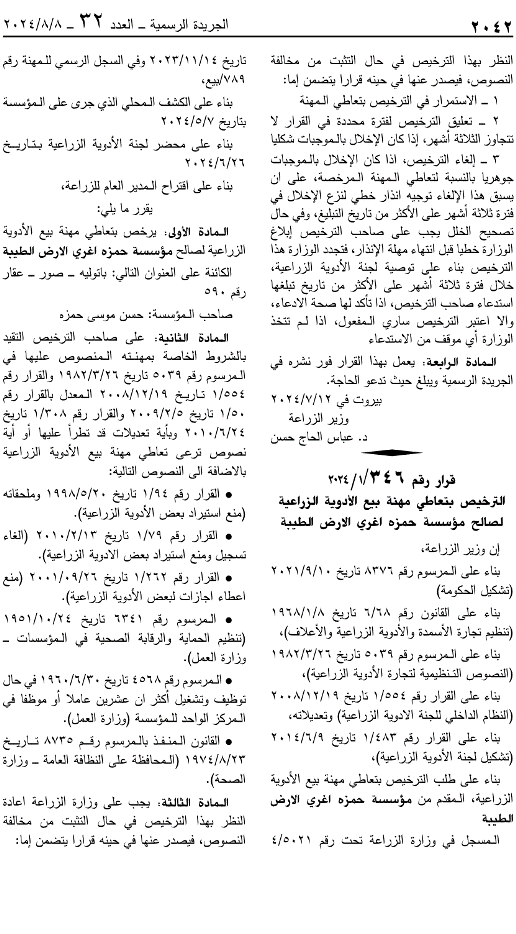 ٢٠٤٢
الجريدة الرسمية ـ العدد ٣٢ ـ ٢٠٢٤/٨/٨
النظر بهذا الترخيص في حال التثبت من مخالفة
النصوص، فيصدر عنها في حينه قرارا يتضمن إما:
١ ـ الاستمرار في الترخيص بتعاطي المهنة
٢ ـ تعليق الترخيص لفترة محددة في القرار لا
تتجاوز الثلاثة أشهر، إذا كان الإخلال بالموجبات شكليا
٣ ـ إلغاء الترخيص، اذا كان الإخلال بالموجبات
جوهريا بالنسبة لتعاطي المهنة المرخصة، على ان
يسبق هذا الإلغاء توجيه انذار خطي لنزع الإخلال في
فترة ثلاثة أشهر على الأكثر من تاريخ التبليغ، وفي حال
تصحيح الخلل يجب على صاحب الترخيص إبلاغ
الوزارة خطيا قبل انتهاء مهلة الإنذار، فتجدد الوزارة هذا
الترخيص بناء على توصية لجنة الأدوية الزراعية،
خلال فترة ثلاثة أشهر على الأكثر من تاريخ تبلغها
استدعاء صاحب الترخيص، اذا تأكد لها صحة الادعاء،
والا اعتبر الترخيص ساري المفعول، اذا لم تتخذ
الوزارة أي موقف من الاستدعاء
المادة الرابعة: يعمل بهذا القرار فور نشره في
الجريدة الرسمية ويبلغ حيث تدعو الحاجة.
بيروت في ٢٠٢٤/٧/١٢
وزير الزراعة
د. عباس الحاج حسن
قرار رقم ٢٠٢٤/١/٣٤٦
الترخيص بتعاطي مهنة بيع الأدوية الزراعية
لصالح مؤسسة حمزه اغري الارض الطيبة
إن وزير الزراعة،
بناء على المرسوم رقم ٨٣٧٦ تاريخ ٢٠٢١/٩/١٠
(تشكيل الحكومة)
بناء على القانون رقم ٦/٦٨ تاريخ ١٩٦٨/١/٨
(تنظيم تجارة الأسمدة والأدوية الزراعية والأعلاف)،
بناء على المرسوم رقم ٥٠٣٩ تاريخ ١٩٨٢/٣/٢٦
(النصوص التنظيمية لتجارة الأدوية الزراعية)،
بناء على القرار رقم ١/٥٥٤ تاريخ ٢٠٠٨/١٢/١٩
(النظام الداخلي للجنة الادوية الزراعية) وتعديلاته،
بناء على القرار رقم ١/٤٨٣ تاريخ ٢٠١٤/٦/٩
(تشكيل لجنة الأدوية الزراعية)،
بناء على طلب الترخيص بتعاطي مهنة بيع الأدوية
الزراعية، المقدم من مؤسسة حمزه اغري الارض
الطيبة
المسجل في وزارة الزراعة تحت رقم ٤/٥٠٢١
تاريخ ٢٠٢٣/١١/١٤ وفي السجل الرسمي للمهنة رقم
٧٨٩/بيع،
بناء على الكشف المحلي الذي جرى على المؤسسة
بتاريخ ٢٠٢٤/٥/٧
بناء على محضر لجنة الأدوية الزراعية بتاريخ
٢٠٢٤/٦/٢٦
بناء على اقتراح المدير العام للزراعة،
يقرر ما يلي:
المادة الأولى: يرخص بتعاطي مهنة بيع الأدوية
الزراعية لصالح مؤسسة حمزه اغري الارض الطيبة
الكائنة على العنوان التالي: باتوليه ـ صور ـ عقار
رقم ٥٩٠
صاحب المؤسسة: حسن موسى حمزه
المادة الثانية: على صاحب الترخيص التقيد
بالشروط الخاصة بمهنته المنصوص عليها في
المرسوم رقم ٥٠٣٩ تاريخ ١٩٨٢/٣/٢٦ والقرار رقم
١/٥٥٤ تاريخ ٢٠٠٨/١٢/١٩ المعدل بالقرار رقم
١/٥٠ تاريخ ٢٠٠٩/٢/٥ والقرار رقم ١/٣٠٨ تاريخ
٢٠١٠/٦/٢٤ وبأية تعديلات قد تطرأ عليها أو أية
نصوص ترعى تعاطي مهنة بيع الأدوية الزراعية
بالاضافة الى النصوص التالية:
● القرار رقم ١/٩٤ تاريخ ١٩٩٨/٥/٢٠ وملحقاته
(منع استيراد بعض الأدوية الزراعية).
● القرار رقم ١/٧٩ تاريخ ٢٠١٠/٢/١٣ (الغاء
تسجيل ومنع استيراد بعض الادوية الزراعية).
● القرار رقم ١/٢٦٢ تاريخ ٢٠٠١/٠٩/٢٦ (منع
اعطاء اجازات لبعض الأدوية الزراعية).
● المرسوم رقم ٦٣٤١ تاريخ ١٩٥١/١٠/٢٤
(تنظيم الحماية والرقابة الصحية في المؤسسات ـ
وزارة العمل).
● المرسوم رقم ٤٥٦٨ تاريخ ١٩٦٠/٦/٣٠ في حال
توظيف وتشغيل أكثر ان عشرين عاملا أو موظفا في
المركز الواحد للمؤسسة (وزارة العمل).
● القانون المنفذ بالمرسوم رقم ٨٧٣٥ تاريخ
١٩٧٤/٨/٢٣ (المحافظة على النظافة العامة ـ وزارة
الصحة).
المادة الثالثة: يجب على وزارة الزراعة اعادة
النظر بهذا الترخيص في حال التثبت من مخالفة
النصوص، فيصدر عنها في حينه قرارا يتضمن إما: